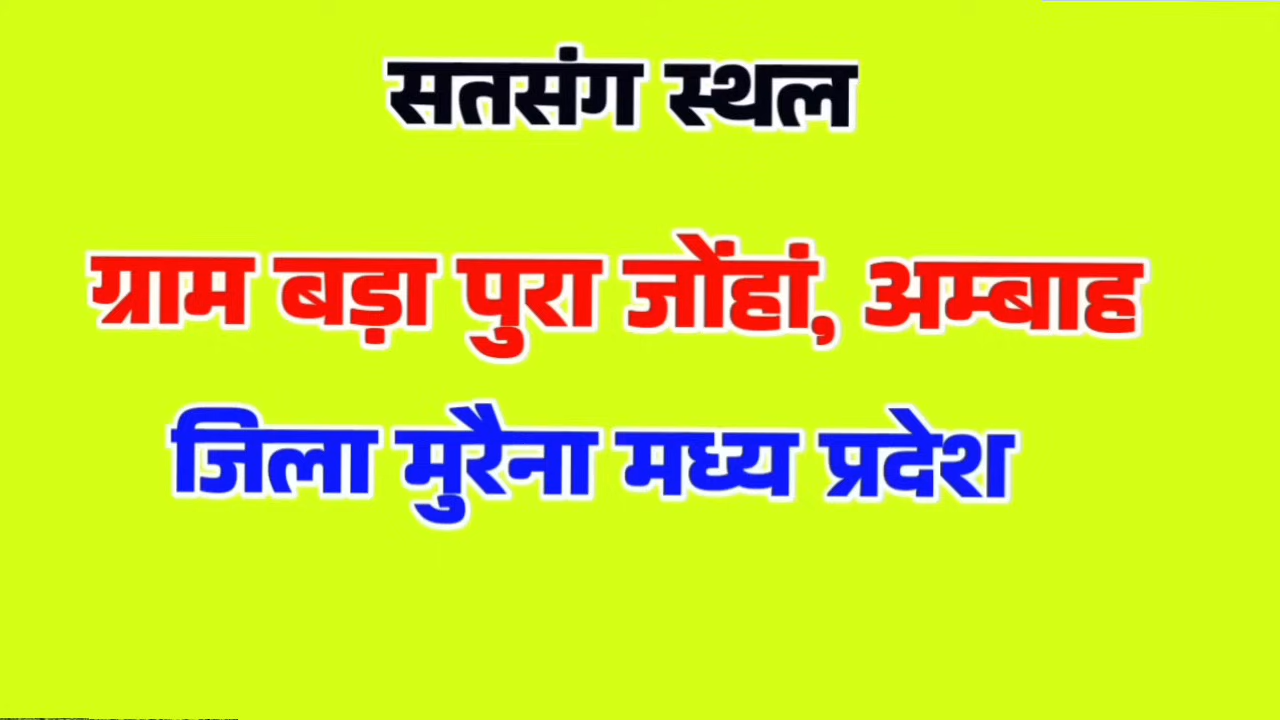 सतसंग स्थल
ग्राम बड़ा पुरा जोंहां, अम्बाह
जिला मुरैना मध्य प्रदेश